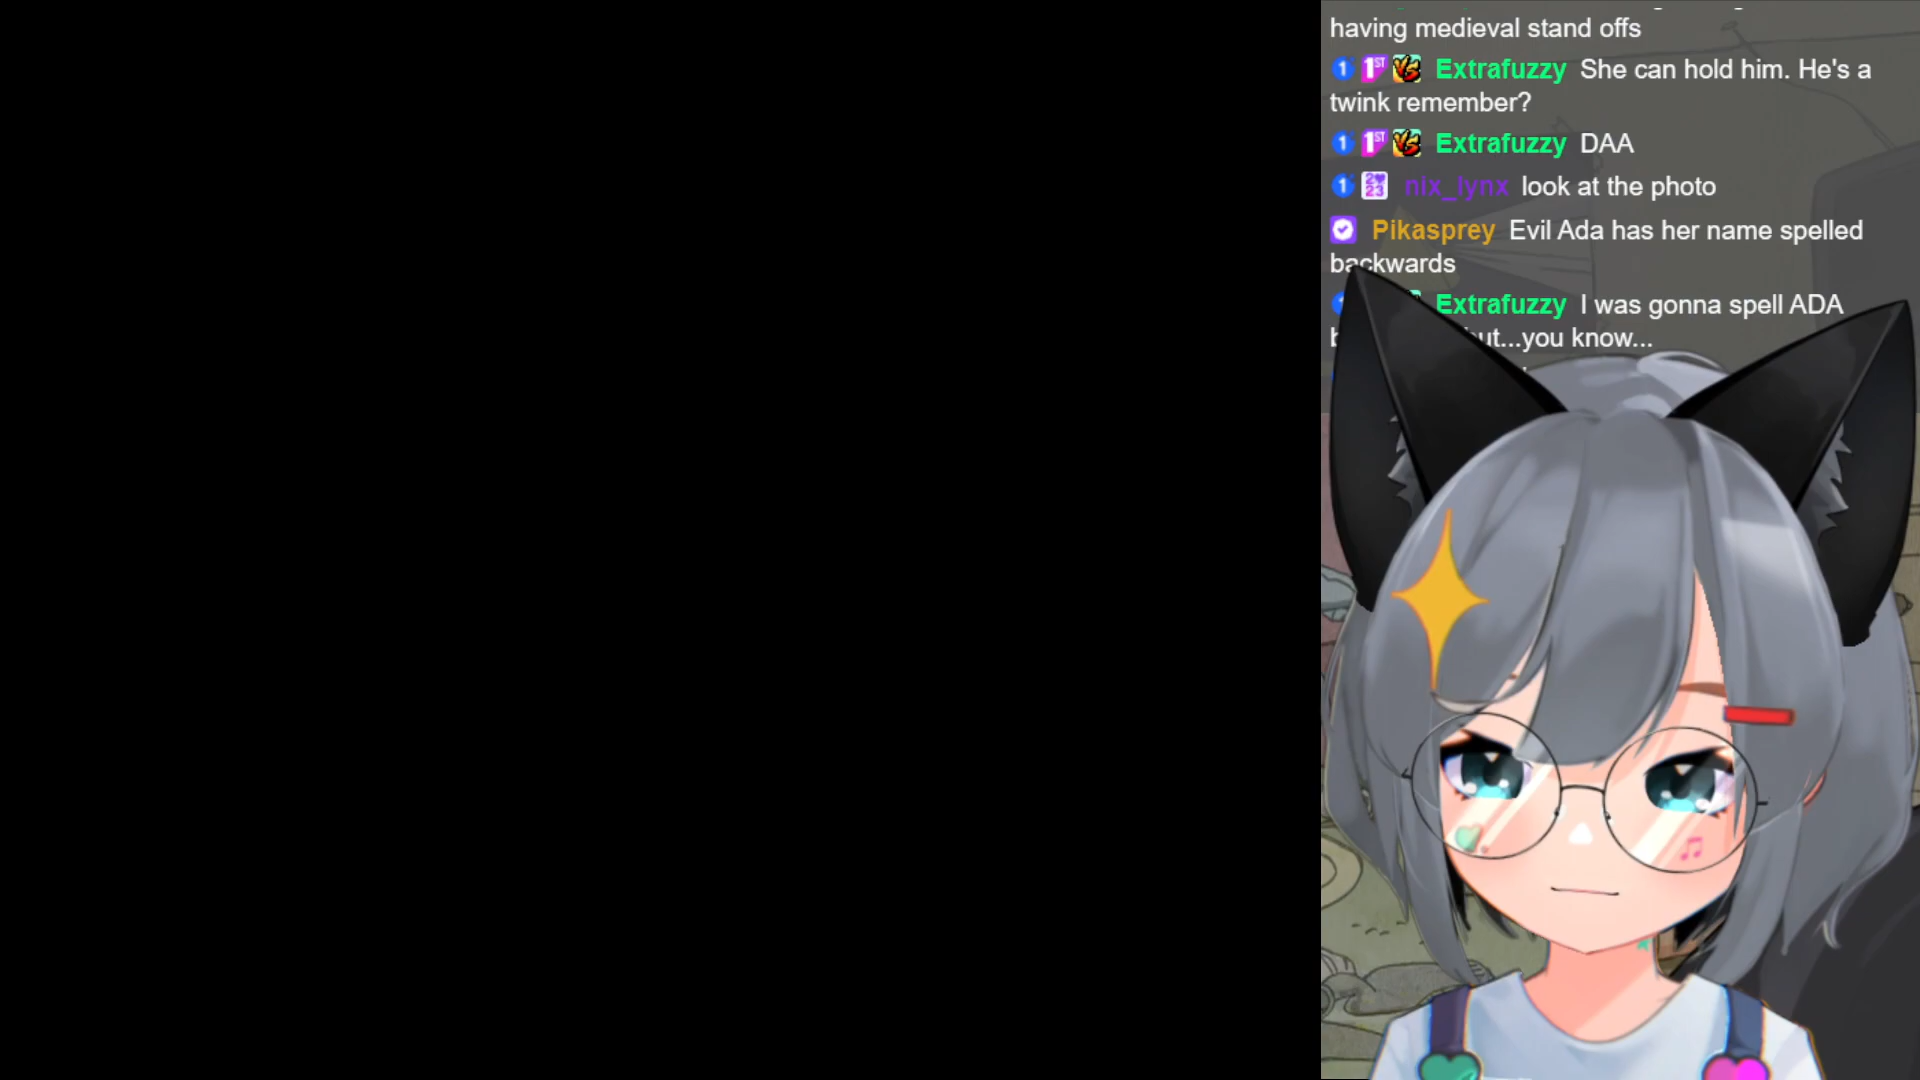 having medieval stand offs
Extrafuzzy She can hold him. He's a
twink remember?
Extrafuzzy DAA
nix_lynx look at the photo
Pikasprey Evil Ada has her name spelled
backwards
Extrafuzzy I was gonna spell ADA
but...you know...